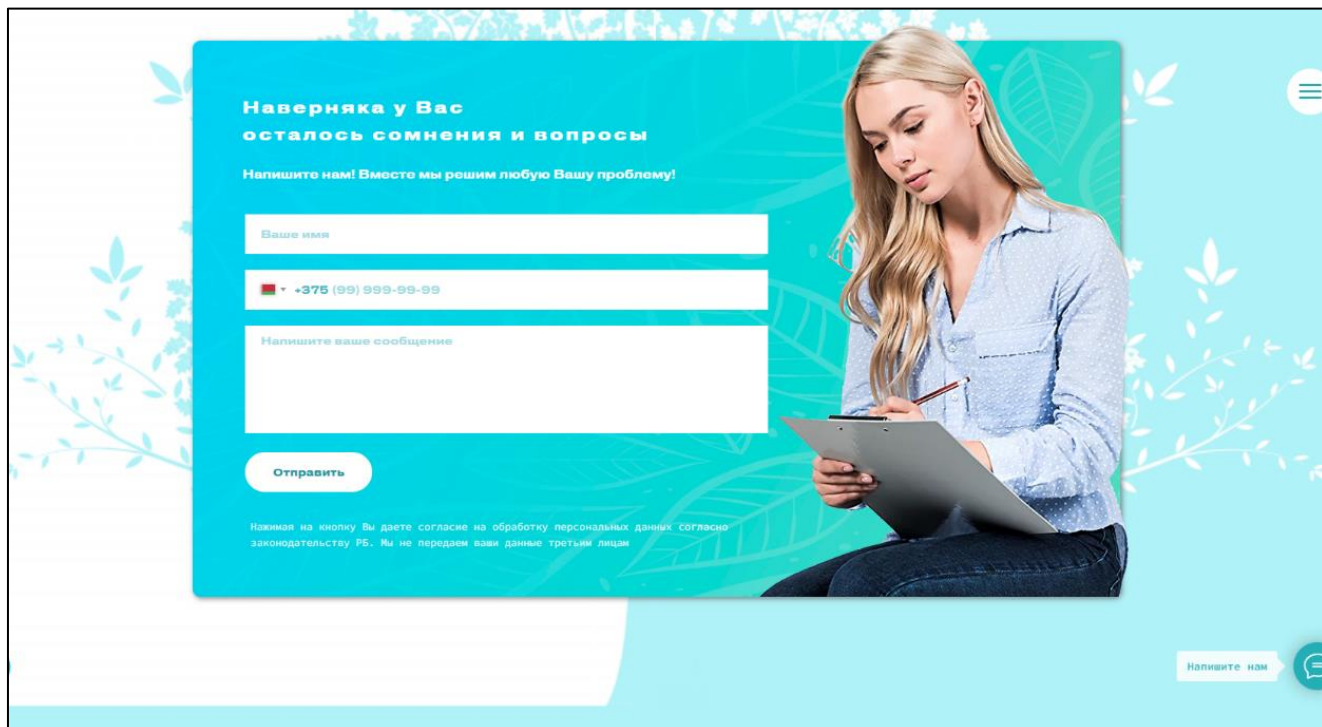 Наверняка у Вас
осталось сомнения и вопросы
Напишите нам! Вместе мы решим любую Вашу проблему!
Ваше имя
+375 (99) 999-99-99
Напишите ваше сообщение
Отправить
Нажимая на кнопку Вы даете согласие на обработку персональных данных согласно
законодательству РБ. Мы не передаем ваши данные третьим лицам
Напишите нам